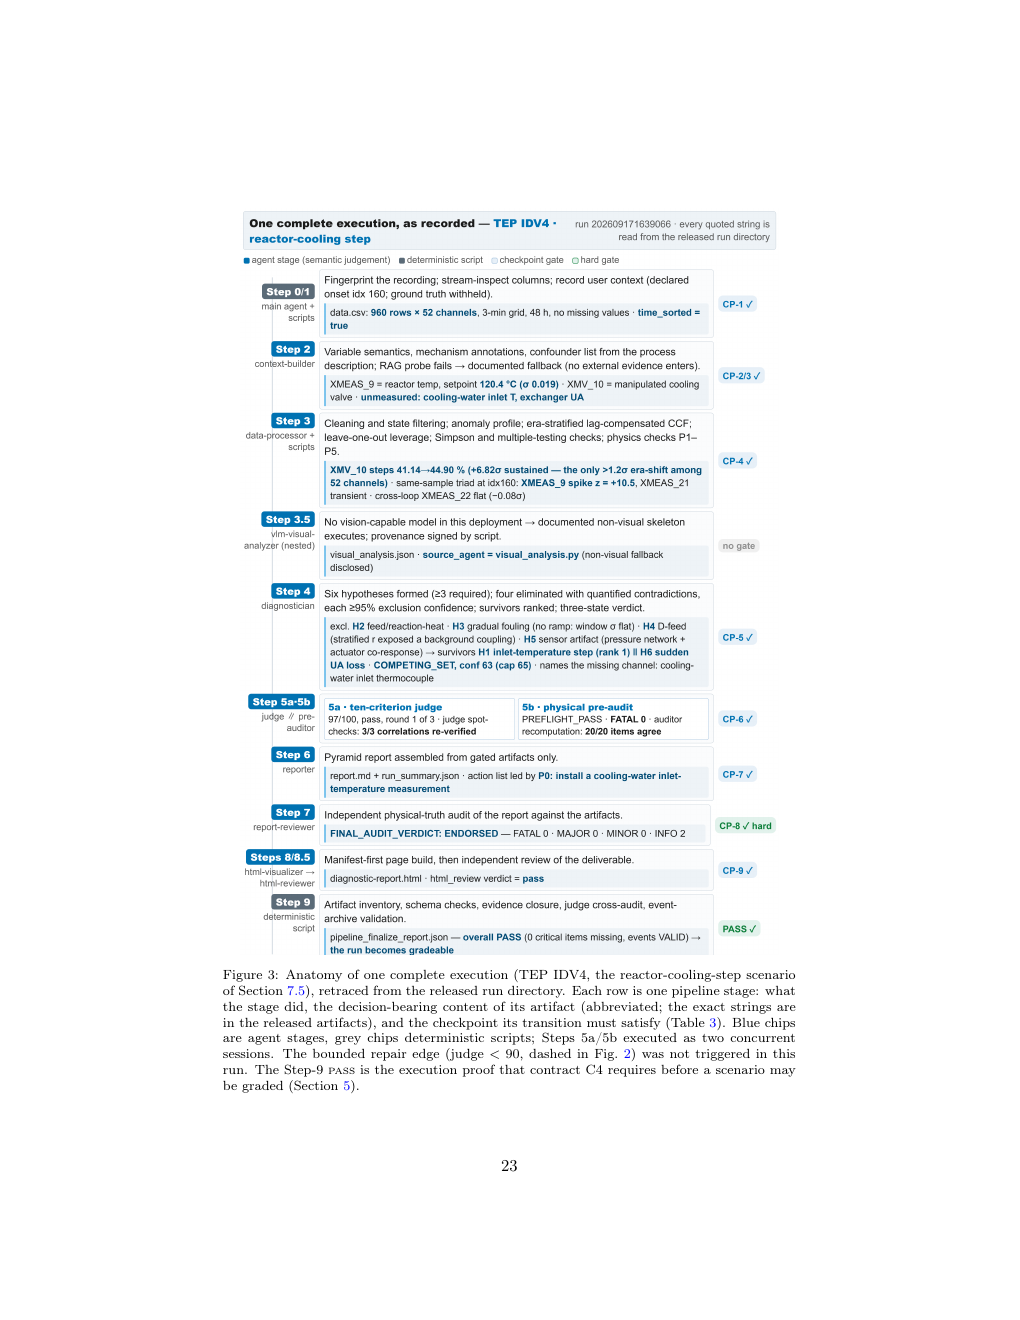 One complete execution, as recorded — TEP IDV4 ·
reactor-cooling step
run 202609171639066 · every quoted string is
read from the released run directory
agent stage (semantic judgement) deterministic script checkpoint gate hard gate
Step 0/1
main agent +
scripts
Fingerprint the recording; stream-inspect columns; record user context (declared
onset idx 160; ground truth withheld).
data.csv: 960 rows × 52 channels, 3-min grid, 48 h, no missing values · time_sorted =
true
CP-1 ✓
Step 2
context-builder
Variable semantics, mechanism annotations, confounder list from the process
description; RAG probe fails → documented fallback (no external evidence enters).
XMEAS_9 = reactor temp, setpoint 120.4 °C (σ 0.019) · XMV_10 = manipulated cooling
valve · unmeasured: cooling-water inlet T, exchanger UA
CP-2/3 ✓
Step 3
data-processor +
scripts
Cleaning and state filtering; anomaly profile; era-stratified lag-compensated CCF;
leave-one-out leverage; Simpson and multiple-testing checks; physics checks P1–
P5.
XMV_10 steps 41.14→44.90 % (+6.82σ sustained — the only >1.2σ era-shift among
52 channels) · same-sample triad at idx160: XMEAS_9 spike z = +10.5, XMEAS_21
transient · cross-loop XMEAS_22 flat (−0.08σ)
CP-4 ✓
Step 3.5
vlm-visual-
analyzer (nested)
No vision-capable model in this deployment → documented non-visual skeleton
executes; provenance signed by script.
visual_analysis.json · source_agent = visual_analysis.py (non-visual fallback
disclosed)
no gate
Step 4
diagnostician
Six hypotheses formed (≥3 required); four eliminated with quantified contradictions,
each ≥95% exclusion confidence; survivors ranked; three-state verdict.
excl. H2 feed/reaction-heat · H3 gradual fouling (no ramp: window σ flat) · H4 D-feed
(stratified r exposed a background coupling) · H5 sensor artifact (pressure network +
actuator co-response) → survivors H1 inlet-temperature step (rank 1) ∥ H6 sudden
UA loss · COMPETING_SET, conf 63 (cap 65) · names the missing channel: cooling-
water inlet thermocouple
CP-5 ✓
Step 5a·5b
judge ∥ pre-
auditor
5a · ten-criterion judge
97/100, pass, round 1 of 3 · judge spot-
checks: 3/3 correlations re-verified
5b · physical pre-audit
PREFLIGHT_PASS · FATAL 0 · auditor
recomputation: 20/20 items agree
CP-6 ✓
Step 6
reporter
Pyramid report assembled from gated artifacts only.
report.md + run_summary.json · action list led by P0: install a cooling-water inlet-
temperature measurement
CP-7 ✓
Step 7
report-reviewer
Independent physical-truth audit of the report against the artifacts.
FINAL_AUDIT_VERDICT: ENDORSED — FATAL 0 · MAJOR 0 · MINOR 0 · INFO 2
CP-8 ✓ hard
Steps 8/8.5
html-visualizer →
html-reviewer
Manifest-first page build, then independent review of the deliverable.
diagnostic-report.html · html_review verdict = pass
CP-9 ✓
Step 9
deterministic
script
Artifact inventory, schema checks, evidence closure, judge cross-audit, event-
archive validation.
pipeline_finalize_report.json — overall PASS (0 critical items missing, events VALID) →
the run becomes gradeable
PASS ✓
Figure 3: Anatomy of one complete execution (TEP IDV4, the reactor-cooling-step scenario
of Section 7.5), retraced from the released run directory. Each row is one pipeline stage: what
the stage did, the decision-bearing content of its artifact (abbreviated; the exact strings are
in the released artifacts), and the checkpoint its transition must satisfy (Table 3). Blue chips
are agent stages, grey chips deterministic scripts; Steps 5a/5b executed as two concurrent
sessions. The bounded repair edge (judge < 90, dashed in Fig. 2) was not triggered in this
run. The Step-9 PASS is the execution proof that contract C4 requires before a scenario may
be graded (Section 5).
23